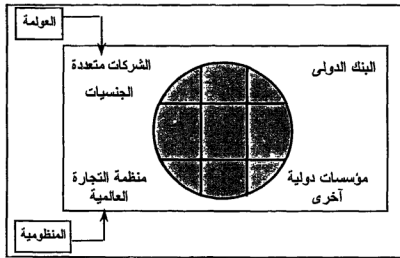 العولمة
الشركات متعددة
الجنسيات
البنك الدولى
منظمة التجارة
العالمية
مؤسسات دولية
آخرى
المنظومية